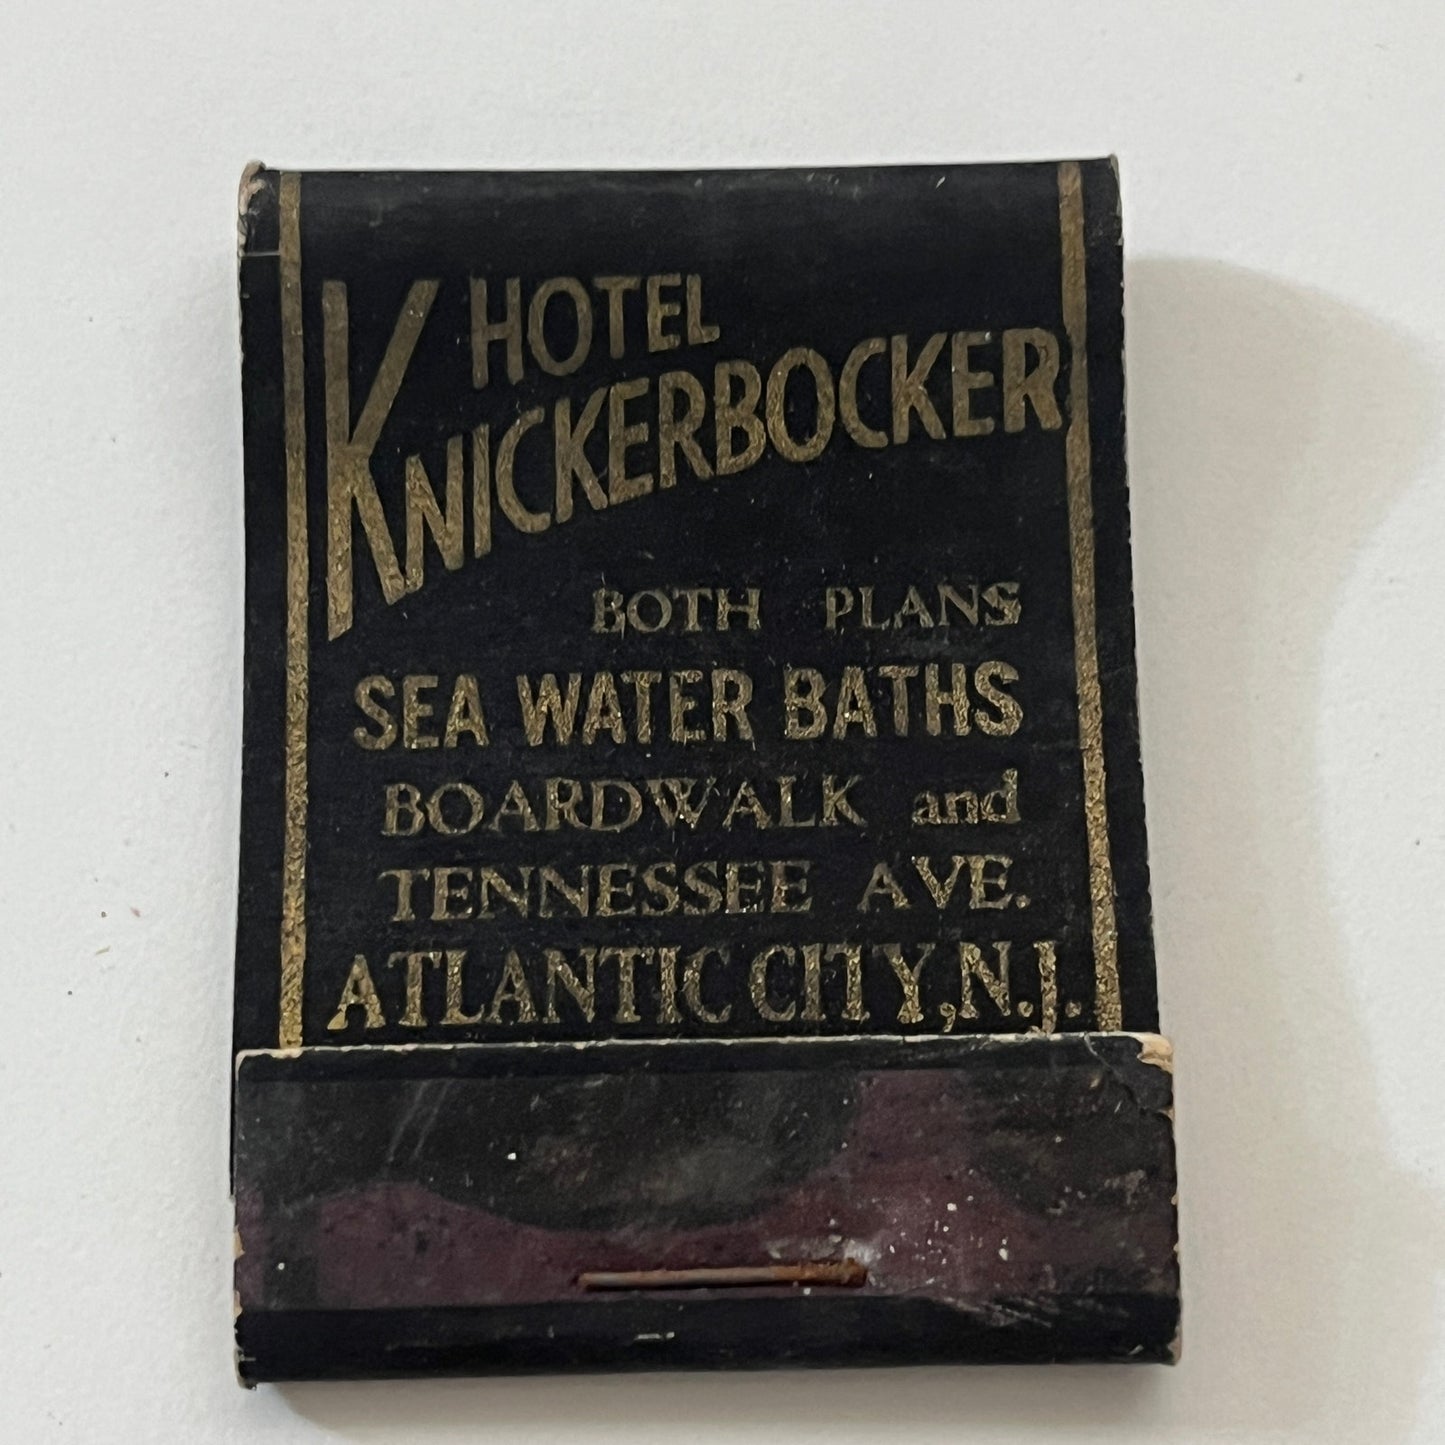 HOTEL
KNICKERBOCKER
BOTH PLANS
SEA WATER BATHS
BOARDWALK and
TENNESSEE AVE.
ATLANTIC CITY, N.J.